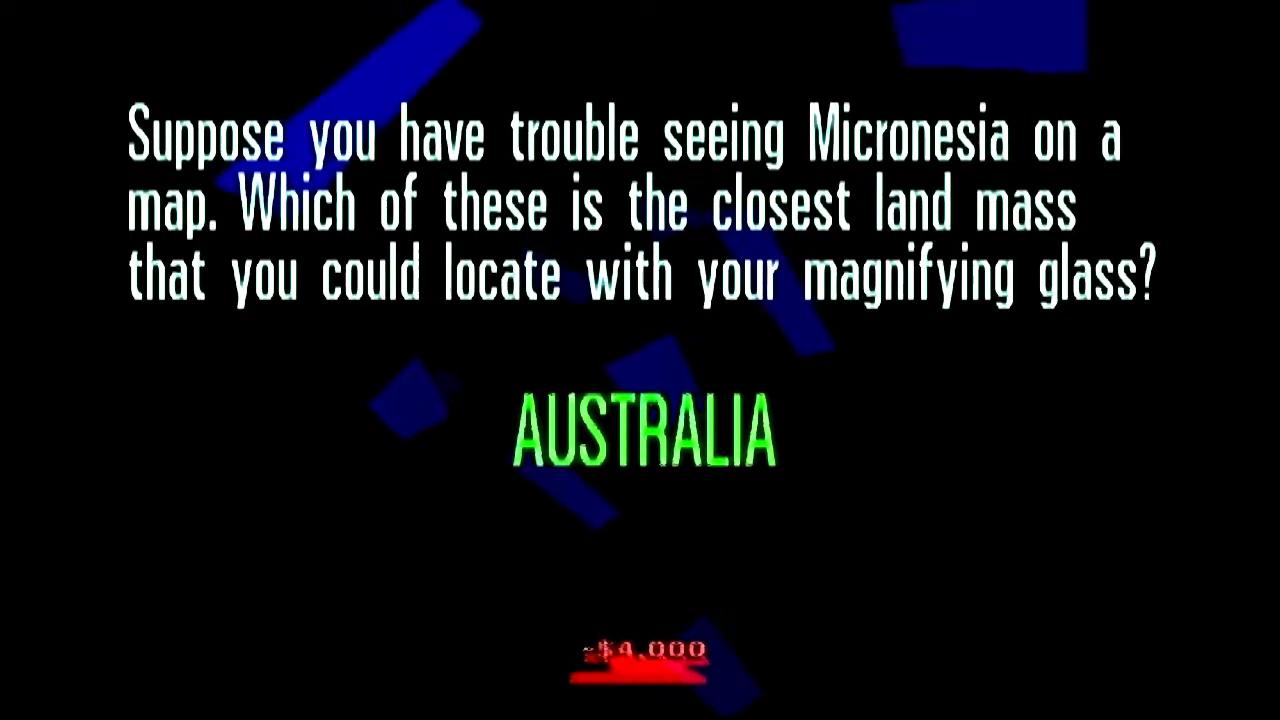 Suppose you have trouble seeing Micronesia on a
map. Which of these is the closest land mass
that you could locate with your magnifying glass?
AUSTRALIA
-$4,000